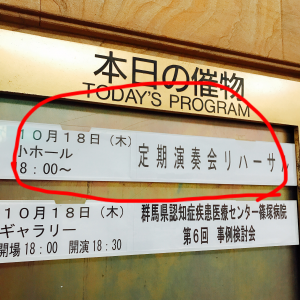 本日の催物
TODAY'S PROGRAM
10月18日(木)
小ホール
18:00〜
定期演奏会リハーサル
10月18日(木)
ギャラリー
開場18:00 開演18:30
群馬県認知症疾患医療センター篠塚病院
第6回 事例検討会